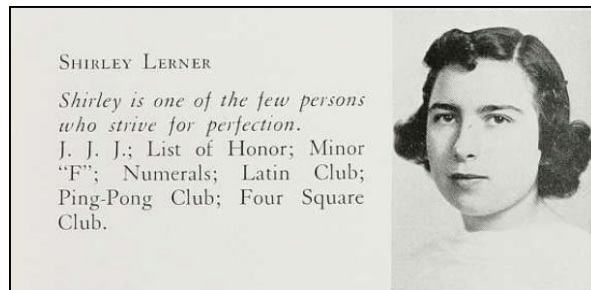 Shirley Lerner
Shirley is one of the few persons
who strive for perfection.
J. J. J.; List of Honor; Minor
“F”; Numerals; Latin Club;
Ping-Pong Club; Four Square
Club.